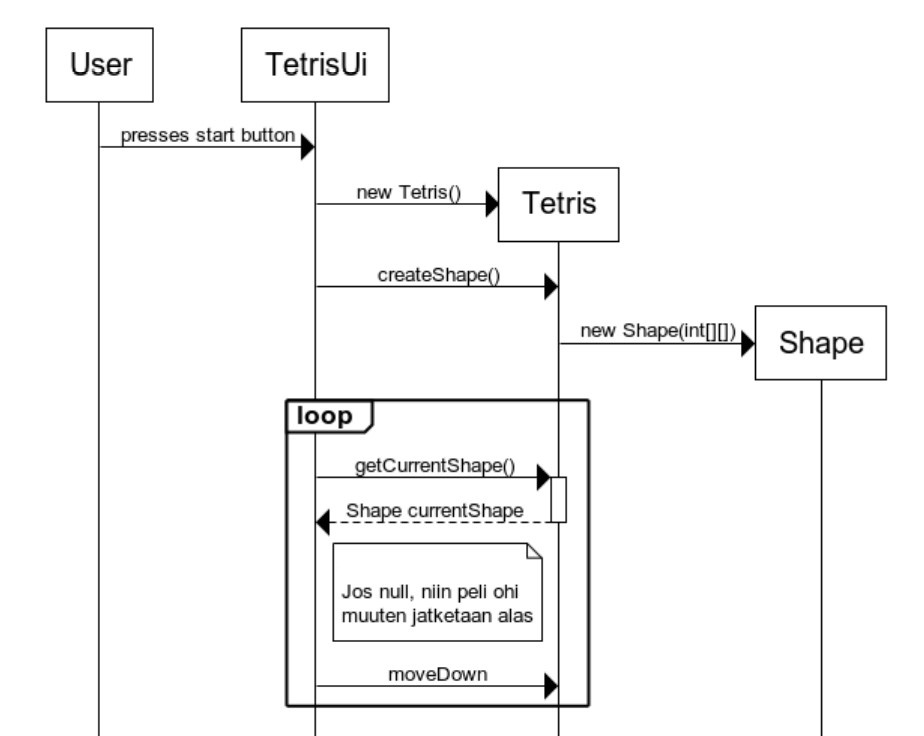 User
TetrisUi
presses start button
new Tetris()
Tetris
createShape()
new Shape(int[][])
Shape
loop
getCurrentShape()
Shape currentShape
Jos null, niin peli ohi
muuten jatketaan alas
moveDown